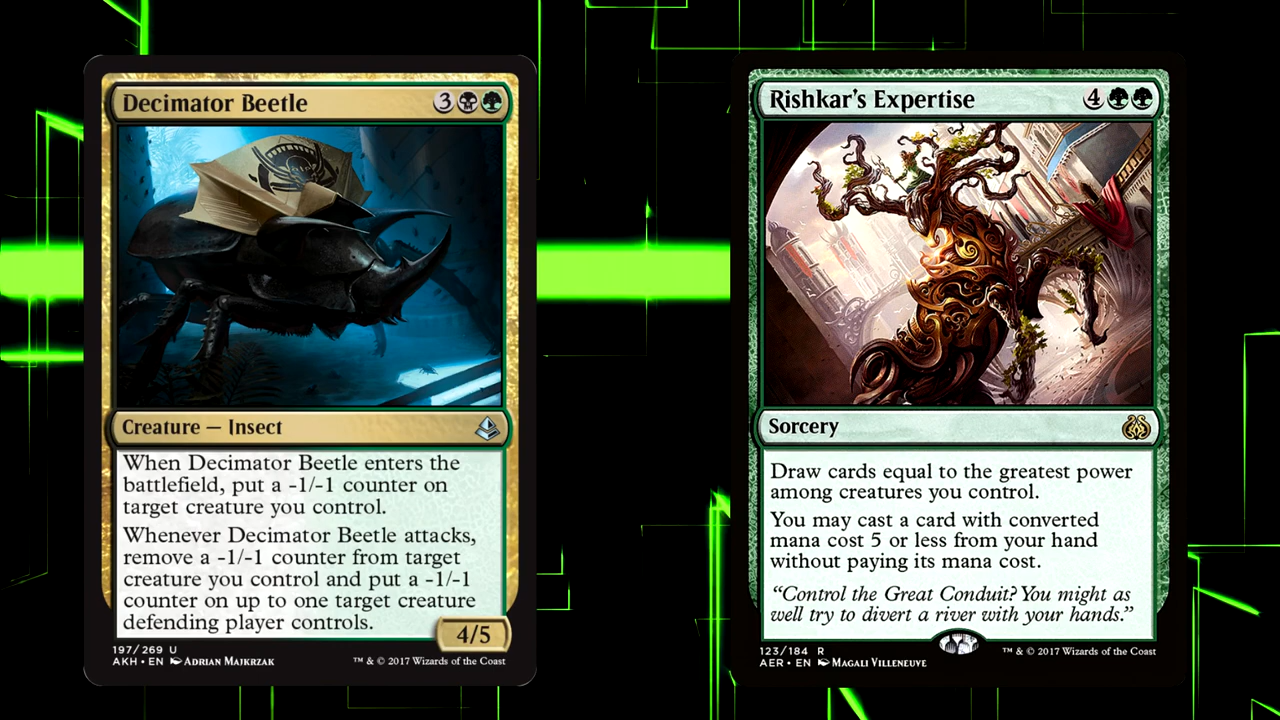 Decimator Beetle 3
Creature — Insect
When Decimator Beetle enters the
battlefield, put a -1/-1 counter on
target creature you control.
Whenever Decimator Beetle attacks,
remove a -1/-1 counter from target
creature you control and put a -1/-1
counter on up to one target creature
defending player controls.
4/5
197/269 U
AKH • EN ADRIAN MAJKRZAK
™ & © 2017 Wizards of the Coast
Rishkar's Expertise 4
Sorcery
Draw cards equal to the greatest power
among creatures you control.
You may cast a card with converted
mana cost 5 or less from your hand
without paying its mana cost.
“Control the Great Conduit? You might as
well try to divert a river with your hands.”
123/184 R
AER • EN MAGALI VILLENEUVE
™ & © 2017 Wizards of the Coast